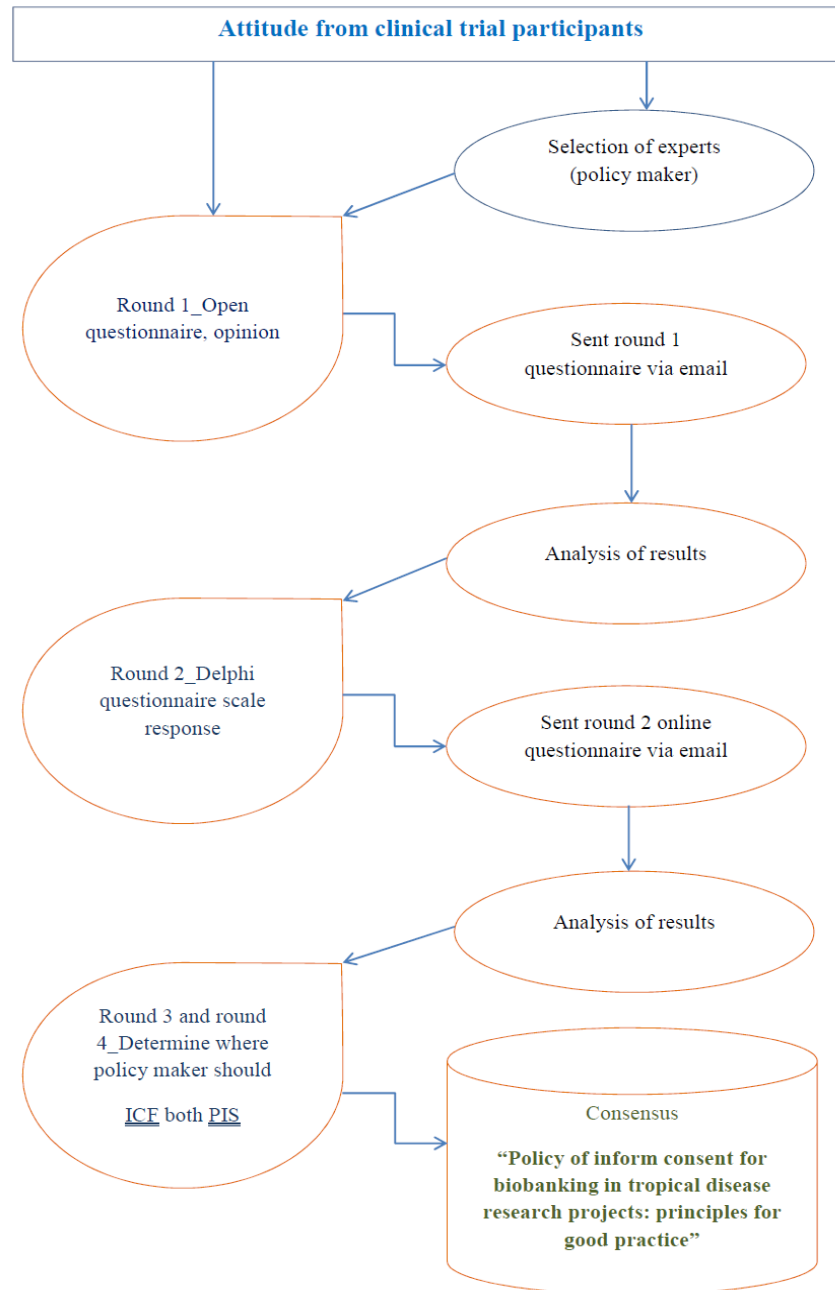 Attitude from clinical trial participants
Selection of experts
(policy maker)
Round 1_Open
questionnaire, opinion
Sent round 1
questionnaire via email
Analysis of results
Round 2_Delphi
questionnaire scale
response
Sent round 2 online
questionnaire via email
Analysis of results
Round 3 and round
4_Determine where
policy maker should
ICF both PIS
Consensus
“Policy of inform consent for
biobanking in tropical disease
research projects: principles for
good practice”